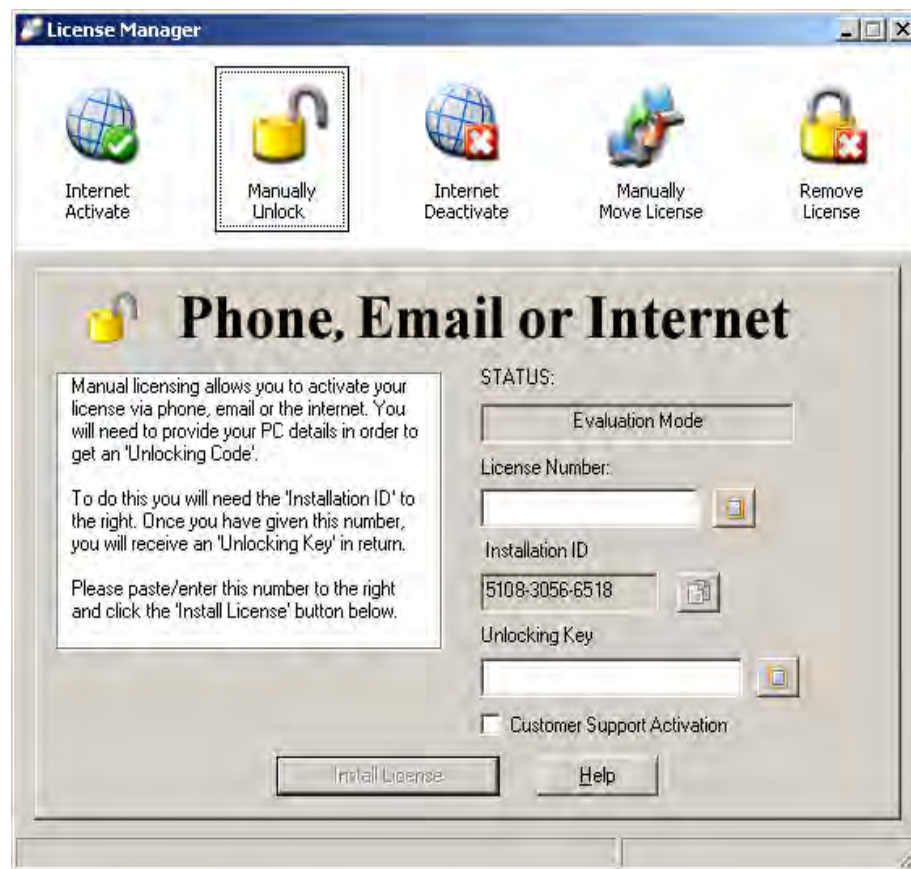 License Manager
Internet
Activate
Manually
Unlock
Internet
Deactivate
Manually
Move License
Remove
License
Phone, Email or Internet
Manual licensing allows you to activate your
license via phone, email or the internet. You
will need to provide your PC details in order to
get an 'Unlocking Code'.
To do this you will need the 'Installation ID' to
the right. Once you have given this number,
you will receive an 'Unlocking Key' in return.
Please paste/enter this number to the right
and click the 'Install License' button below.
STATUS:
Evaluation Mode
License Number:
Installation ID
5108-3056-6518
Unlocking Key
Customer Support Activation
Install License
Help